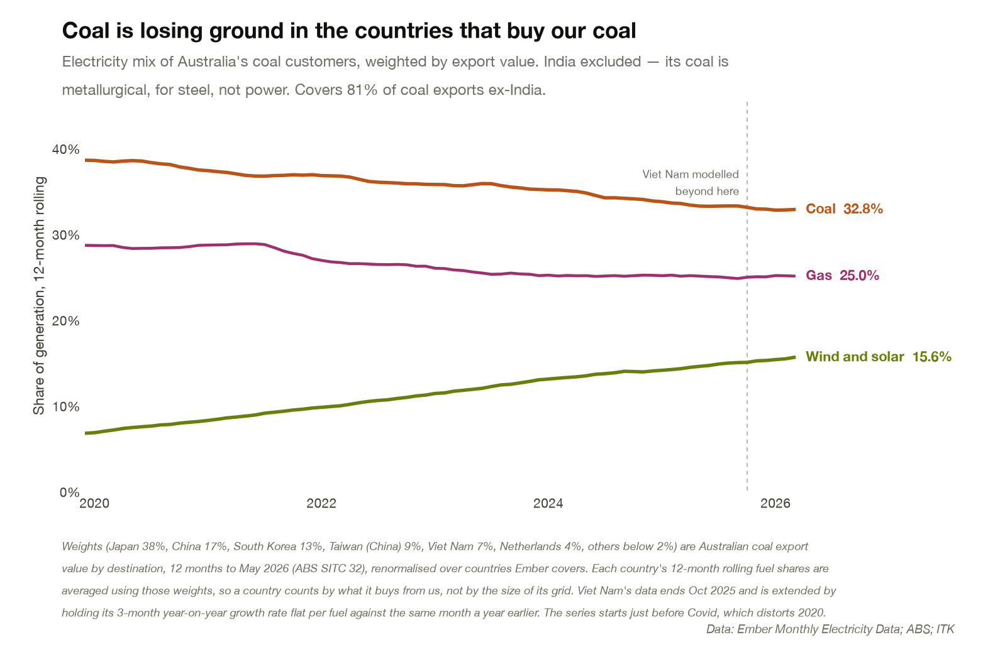 Coal is losing ground in the countries that buy our coal
Electricity mix of Australia's coal customers, weighted by export value. India excluded — its coal is
metallurgical, for steel, not power. Covers 81% of coal exports ex-India.
Share of generation, 12-month rolling
40%
30%
20%
10%
0%
Viet Nam modelled
beyond here
Coal 32.8%
Gas 25.0%
Wind and solar 15.6%
2020
2022
2024
2026
Weights (Japan 38%, China 17%, South Korea 13%, Taiwan (China) 9%, Viet Nam 7%, Netherlands 4%, others below 2%) are Australian coal export
value by destination, 12 months to May 2026 (ABS SITC 32), renormalised over countries Ember covers. Each country's 12-month rolling fuel shares are
averaged using those weights, so a country counts by what it buys from us, not by the size of its grid. Viet Nam's data ends Oct 2025 and is extended by
holding its 3-month year-on-year growth rate flat per fuel against the same month a year earlier. The series starts just before Covid, which distorts 2020.
Data: Ember Monthly Electricity Data; ABS; ITK